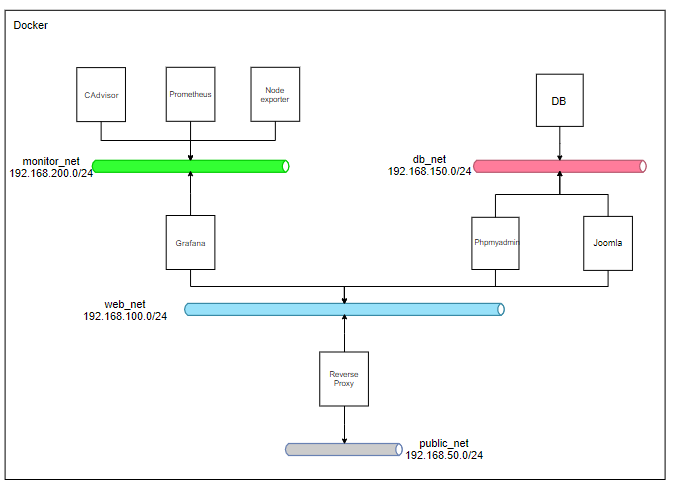 Docker
CAdvisor
Prometheus
Node
exporter
DB
monitor_net
192.168.200.0/24
db_net
192.168.150.0/24
Grafana
Phpmyadmin
Joomla
web_net
192.168.100.0/24
Reverse
Proxy
public_net
192.168.50.0/24